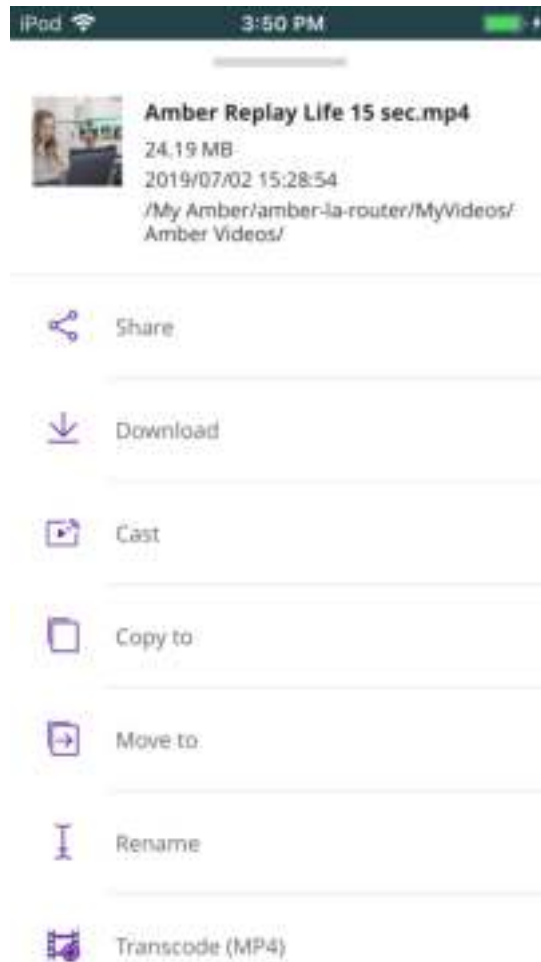 iPod 3:50 PM
Amber Replay Life 15 sec.mp4
24.19 MB
2019/07/02 15:28:54
/My Amber/amber-la-router/MyVideos/
Amber Videos/
Share
Download
Cast
Copy to
Move to
Rename
Transcode (MP4)